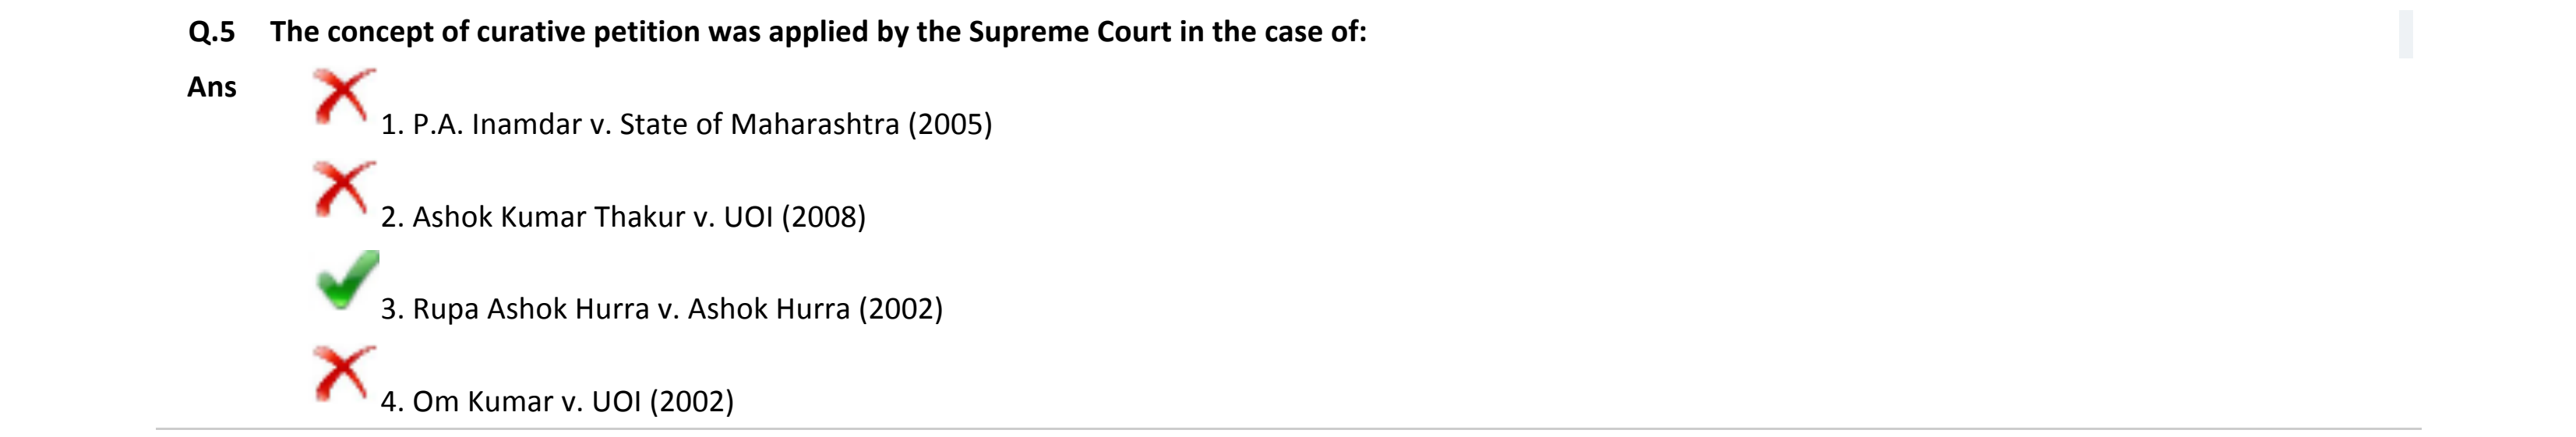 Q.5 The concept of curative petition was applied by the Supreme Court in the case of:
Ans
1. P.A. Inamdar v. State of Maharashtra (2005)
2. Ashok Kumar Thakur v. UOI (2008)
3. Rupa Ashok Hurra v. Ashok Hurra (2002)
4. Om Kumar v. UOI (2002)